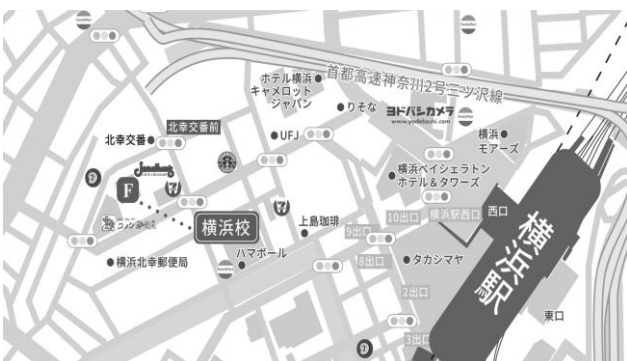 FamilyMart
首都高速神奈川2号三ツ沢線
ホテル横浜
キャメロット
ジャパン
りそな
ヨドバシカメラ
www.yodobashi.com
横浜
モアーズ
北幸交番
北幸交番前
UFJ
横浜ベイシェラトン
ホテル&タワーズ
F
横浜校
上島珈琲
10出口
横浜駅西口
西口
9出口
8出口
横浜駅
ハマボール
タカシマヤ
横浜北幸郵便局
2出口
東口
3出口